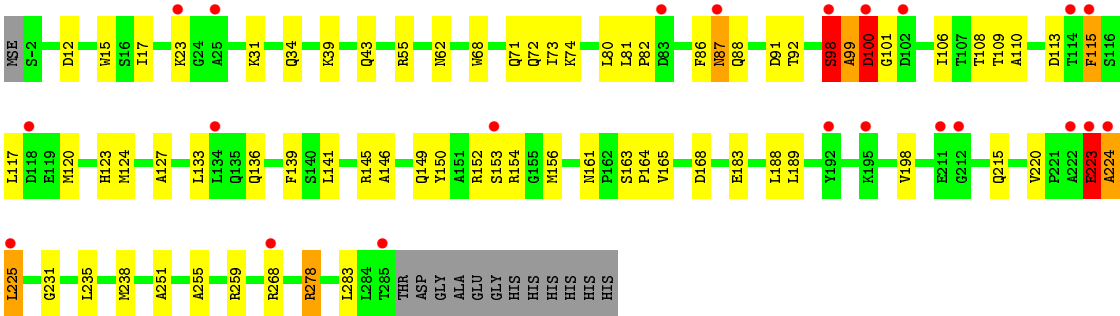 MSE S-2 D12 W15 S16 I17 K23 G24 A25 K31 Q34 K39 Q43 R55 N62 W68 Q71 Q72 I73 K74 L80 L81 P82 D83 F86 N87 Q88 D91 T92 S98 A99 D100 G101 D102 I106 T107 T108 T109 A110 D113 T114 F115 S116
L117 D118 E119 M120 H123 M124 A127 L133 L134 Q135 Q136 F139 S140 L141 R145 A146 Q149 Y150 A151 R152 S153 R154 G155 M156 N161 P162 S163 P164 V165 D168 E183 L188 L189 Y192 K195 V198 E211 G212 Q215 V220 P221 A222 E223 A224
L225 G231 L235 M238 A251 A255 R259 R268 R278 L283 L284 T285 THR ASP GLY ALA GLU GLY HIS HIS HIS HIS HIS HIS